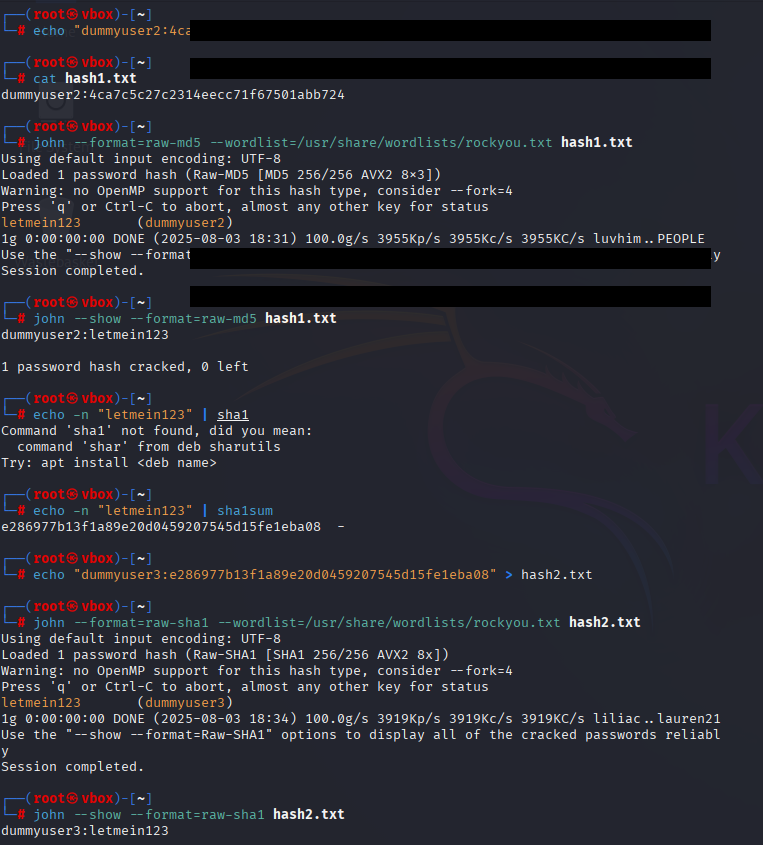 ┌──(root㉿vbox)-[~]
└─# echo "dummyuser2:4ca
┌──(root㉿vbox)-[~]
└─# cat hash1.txt
dummyuser2:4ca7c5c27c2314eecc71f67501abb724
┌──(root㉿vbox)-[~]
└─# john --format=raw-md5 --wordlist=/usr/share/wordlists/rockyou.txt hash1.txt
Using default input encoding: UTF-8
Loaded 1 password hash (Raw-MD5 [MD5 256/256 AVX2 8×3])
Warning: no OpenMP support for this hash type, consider --fork=4
Press 'q' or Ctrl-C to abort, almost any other key for status
letmein123       (dummyuser2)
1g 0:00:00:00 DONE (2025-08-03 18:31) 100.0g/s 3955Kp/s 3955Kc/s 3955KC/s luvhim..PEOPLE
Use the "--show --format y
Session completed.
┌──(root㉿vbox)-[~]
└─# john --show --format=raw-md5 hash1.txt
dummyuser2:letmein123
1 password hash cracked, 0 left
┌──(root㉿vbox)-[~]
└─# echo -n "letmein123" | sha1
Command 'sha1' not found, did you mean:
  command 'shar' from deb sharutils
Try: apt install <deb name>
┌──(root㉿vbox)-[~]
└─# echo -n "letmein123" | sha1sum
e286977b13f1a89e20d0459207545d15fe1eba08  -
┌──(root㉿vbox)-[~]
└─# echo "dummyuser3:e286977b13f1a89e20d0459207545d15fe1eba08" > hash2.txt
┌──(root㉿vbox)-[~]
└─# john --format=raw-sha1 --wordlist=/usr/share/wordlists/rockyou.txt hash2.txt
Using default input encoding: UTF-8
Loaded 1 password hash (Raw-SHA1 [SHA1 256/256 AVX2 8x])
Warning: no OpenMP support for this hash type, consider --fork=4
Press 'q' or Ctrl-C to abort, almost any other key for status
letmein123       (dummyuser3)
1g 0:00:00:00 DONE (2025-08-03 18:34) 100.0g/s 3919Kp/s 3919Kc/s 3919KC/s liliac..lauren21
Use the "--show --format=Raw-SHA1" options to display all of the cracked passwords reliabl
y
Session completed.
┌──(root㉿vbox)-[~]
└─# john --show --format=raw-sha1 hash2.txt
dummyuser3:letmein123